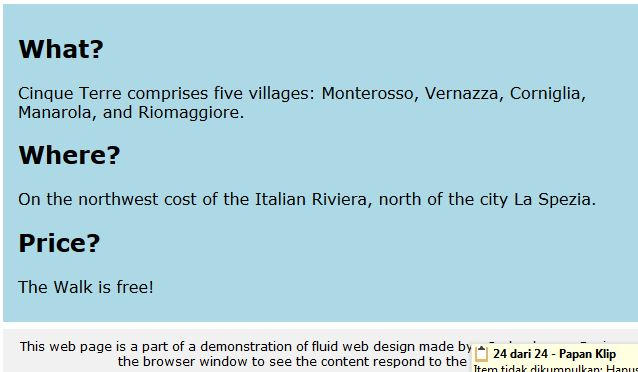 What?
Cinque Terre comprises five villages: Monterosso, Vernazza, Corniglia,
Manarola, and Riomaggiore.
Where?
On the northwest cost of the Italian Riviera, north of the city La Spezia.
Price?
The Walk is free!
This web page is a part of a demonstration of fluid web design made by
the browser window to see the content respond to the
24 dari 24 - Papan Klip
Item tidak dikumpulkan: Hapus